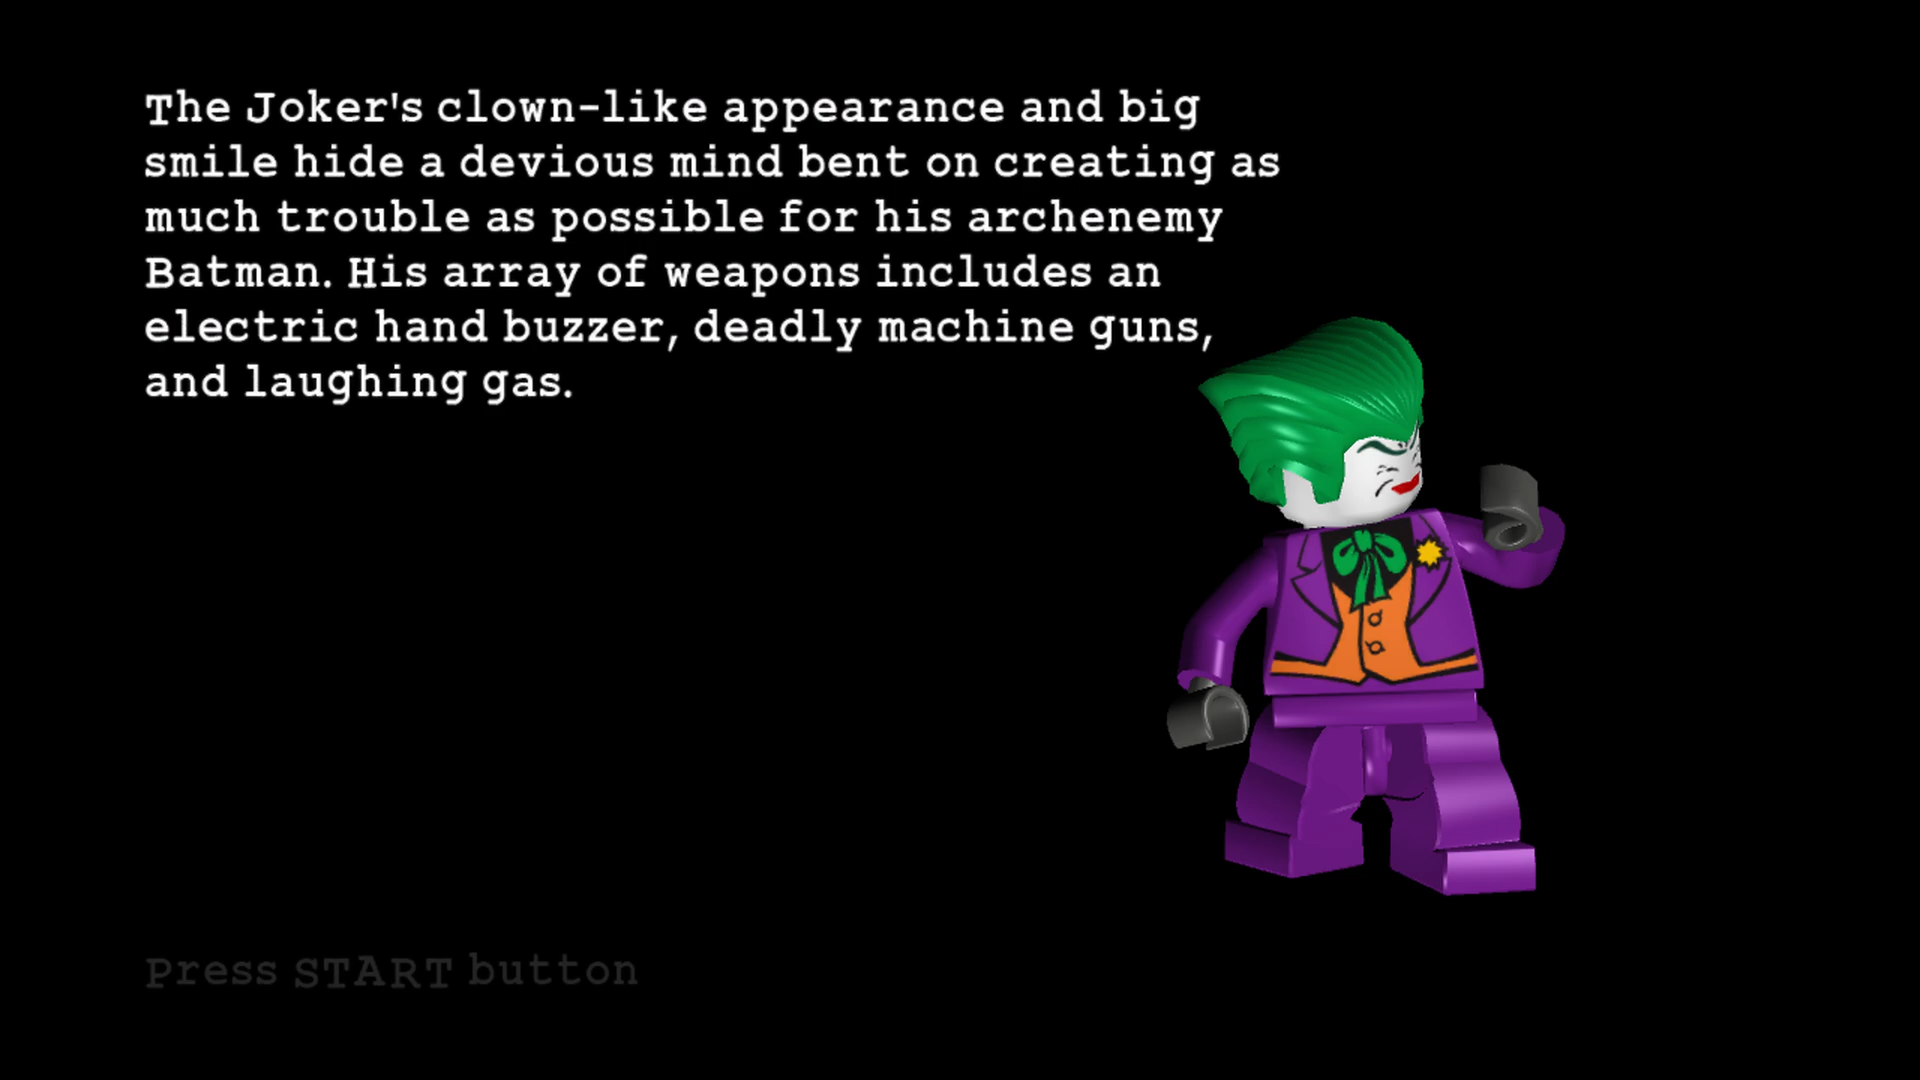 The Joker's clown-like appearance and big
smile hide a devious mind bent on creating as
much trouble as possible for his archenemy
Batman. His array of weapons includes an
electric hand buzzer, deadly machine guns,
and laughing gas.
Press START button